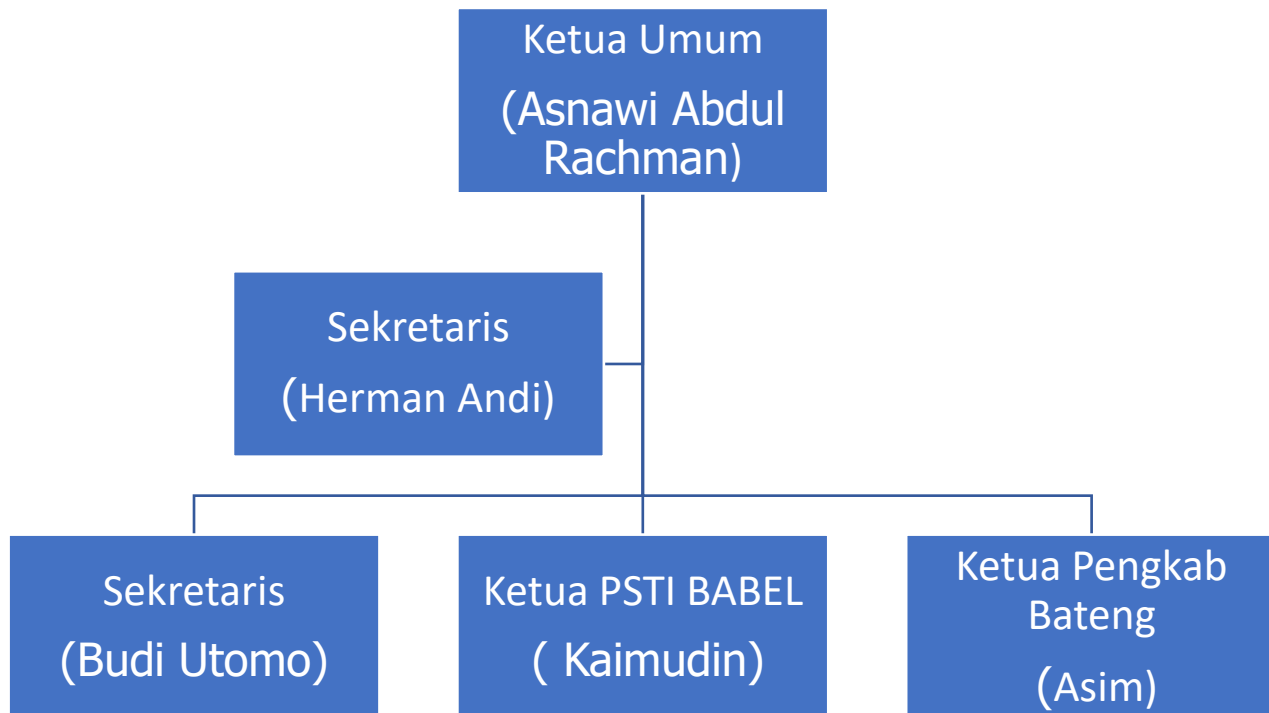 Ketua Umum
(Asnawi Abdul
Rachman)
Sekretaris
(Herman Andi)
Sekretaris
(Budi Utomo)
Ketua PSTI BABEL
( Kaimudin)
Ketua Pengkab
Bateng
(Asim)